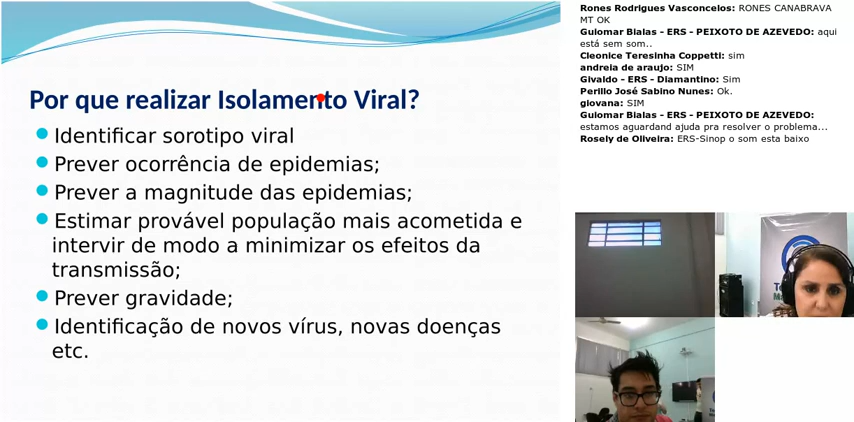 Por que realizar Isolamento Viral?
Identificar sorotipo viral
Prever ocorrência de epidemias;
Prever a magnitude das epidemias;
Estimar provável população mais acometida e
intervir de modo a minimizar os efeitos da
transmissão;
Prever gravidade;
Identificação de novos vírus, novas doenças
etc.
Rones Rodrigues Vasconcelos: RONES CANABRAVA
MT OK
Guiomar Bialas - ERS - PEIXOTO DE AZEVEDO: aqui
está sem som..
Cleonice Teresinha Coppetti: sim
andreia de araujo: SIM
Givaldo - ERS - Diamantino: Sim
Perillo José Sabino Nunes: Ok.
giovana: SIM
Guiomar Bialas - ERS - PEIXOTO DE AZEVEDO:
estamos aguardand ajuda pra resolver o problema...
Rosely de Oliveira: ERS-Sinop o som esta baixo